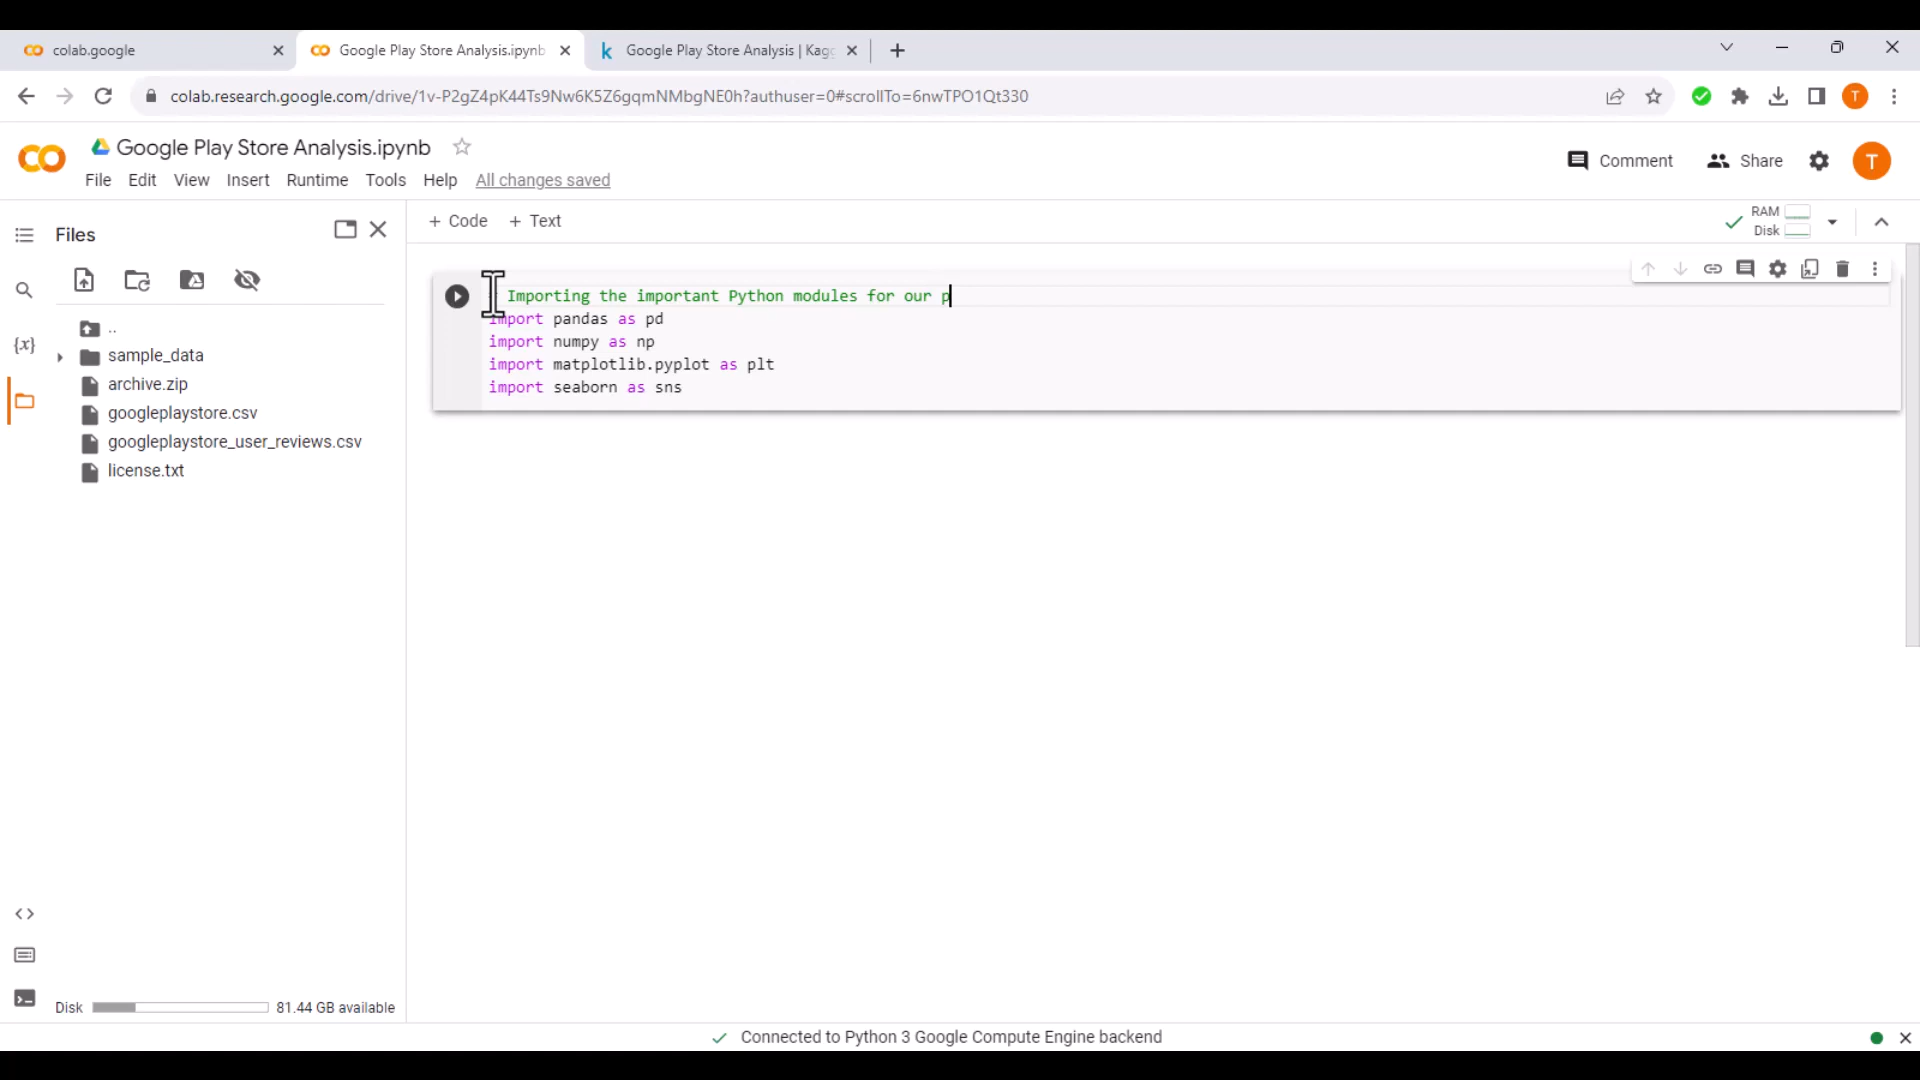 colab.google
Google Play Store Analysis.ipynb
Google Play Store Analysis | Kagg
colab.research.google.com/drive/1v-P2gZ4pK44Ts9Nw6K5Z6gqmNMbgNE0h?authuser=0#scrollTo=6nwTPO1Qt330
T
Google Play Store Analysis.ipynb
Comment
Share
T
File Edit View Insert Runtime Tools Help All changes saved
Files
+ Code + Text
RAM
Disk
# Importing the important Python modules for our p
import pandas as pd
import numpy as np
import matplotlib.pyplot as plt
import seaborn as sns
{x}
..
sample_data
archive.zip
googleplaystore.csv
googleplaystore_user_reviews.csv
license.txt
Disk 81.44 GB available
Connected to Python 3 Google Compute Engine backend